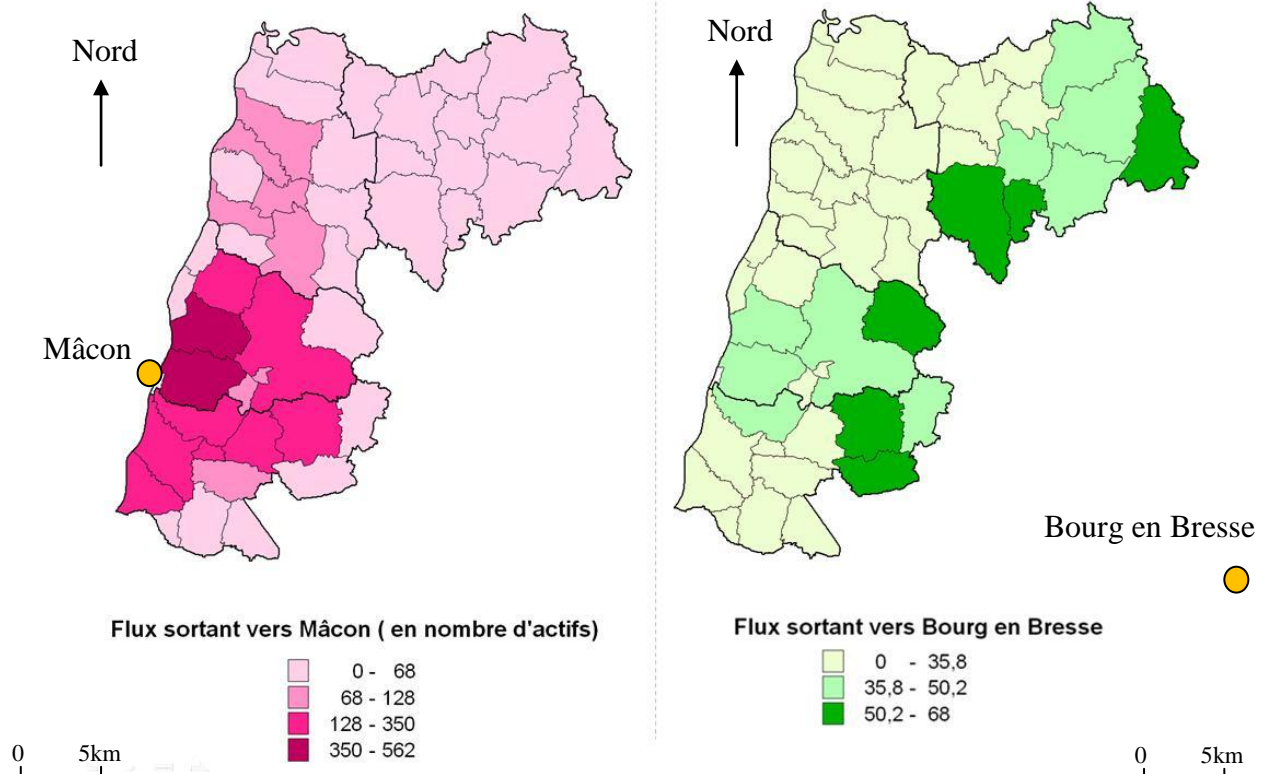 Nord
Mâcon
Flux sortant vers Mâcon ( en nombre d'actifs)
0 - 68
68 - 128
128 - 350
350 - 562
0 5km
Nord
Bourg en Bresse
Flux sortant vers Bourg en Bresse
0 - 35,8
35,8 - 50,2
50,2 - 68
0 5km